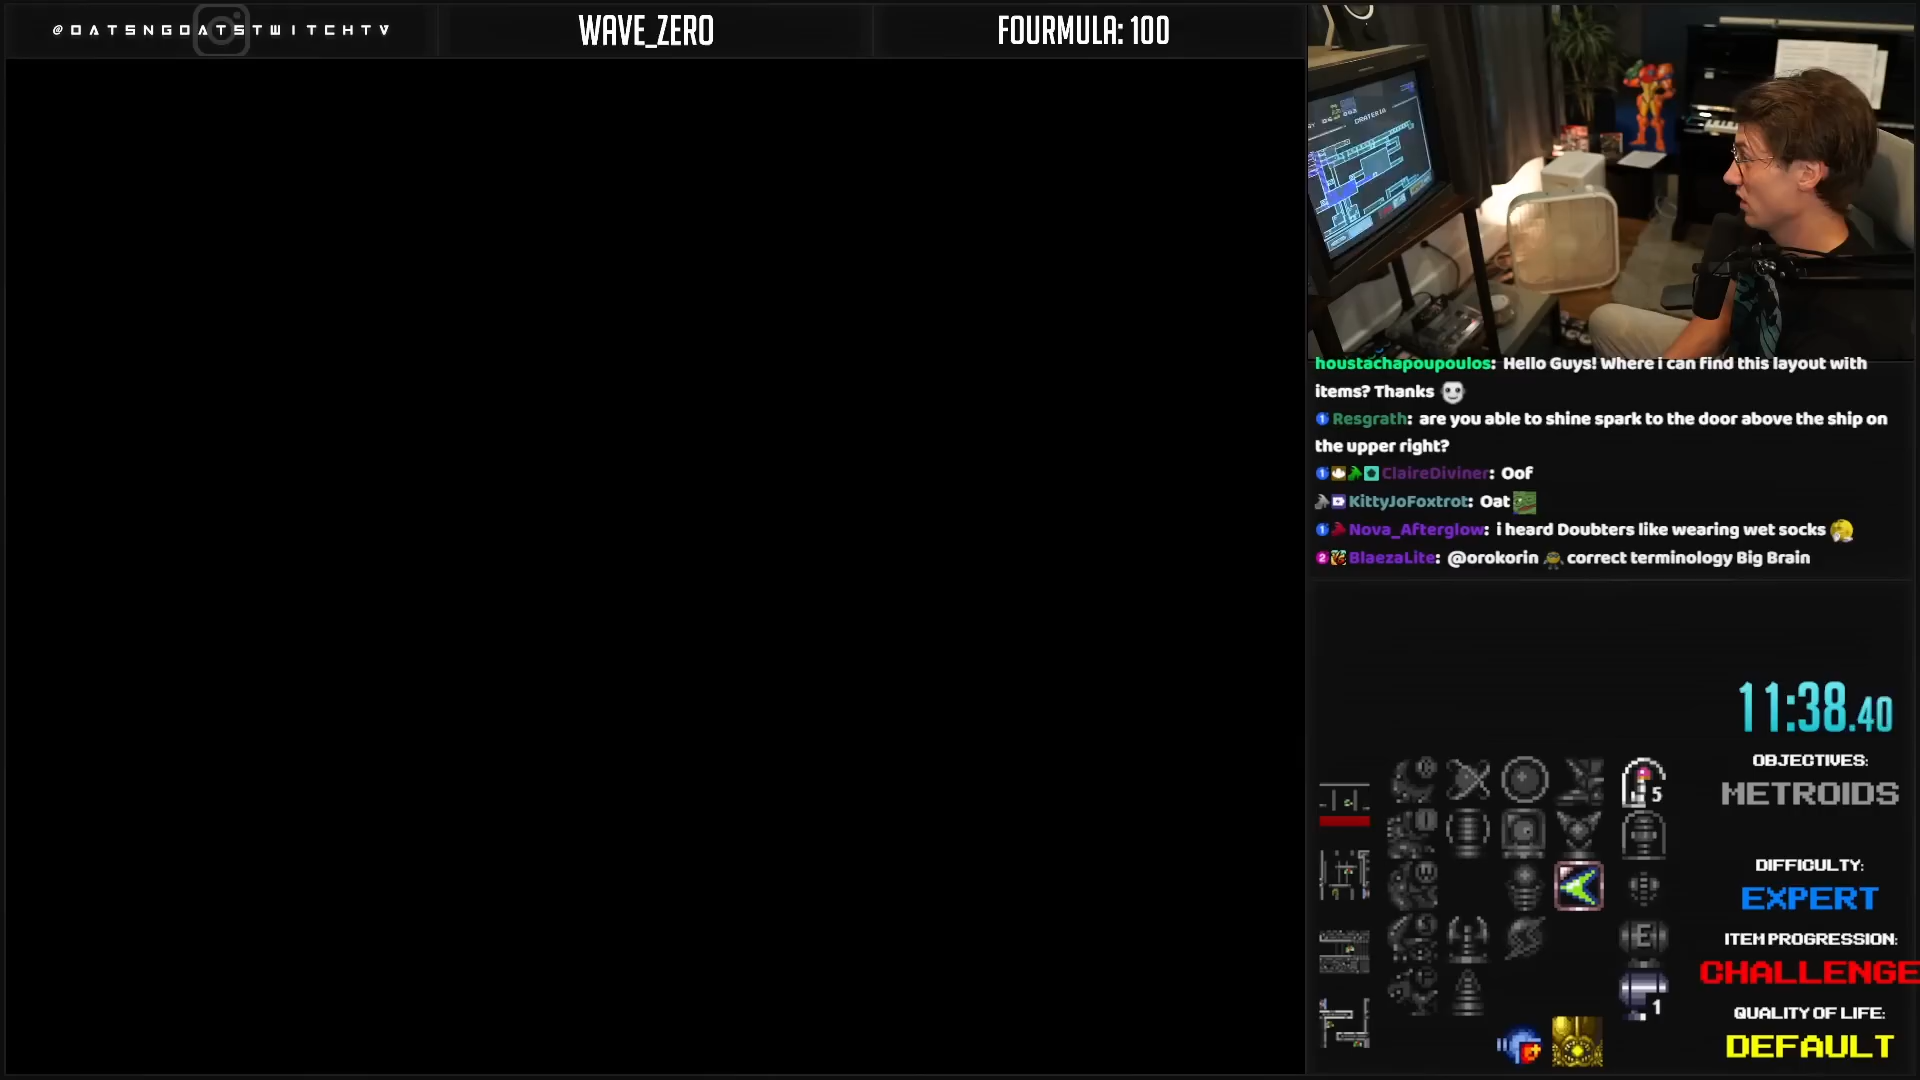 @OATSNGOATSTWITCHTV
WAVE_ZERO
FOURMULA: 100
CRATERIA
houstachapoupoulos: Hello Guys! Where i can find this layout with
items? Thanks
Resgrath: are you able to shine spark to the door above the ship on
the upper right?
ClaireDiviner: Oof
KittyJoFoxtrot: Oat
Nova_Afterglow: i heard Doubters like wearing wet socks
BlaezaLite: @orokorin correct terminology Big Brain
11:38.40
OBJECTIVES:
METROIDS
5
DIFFICULTY:
EXPERT
ITEM PROGRESSION:
CHALLENGE
E
1
QUALITY OF LIFE:
DEFAULT